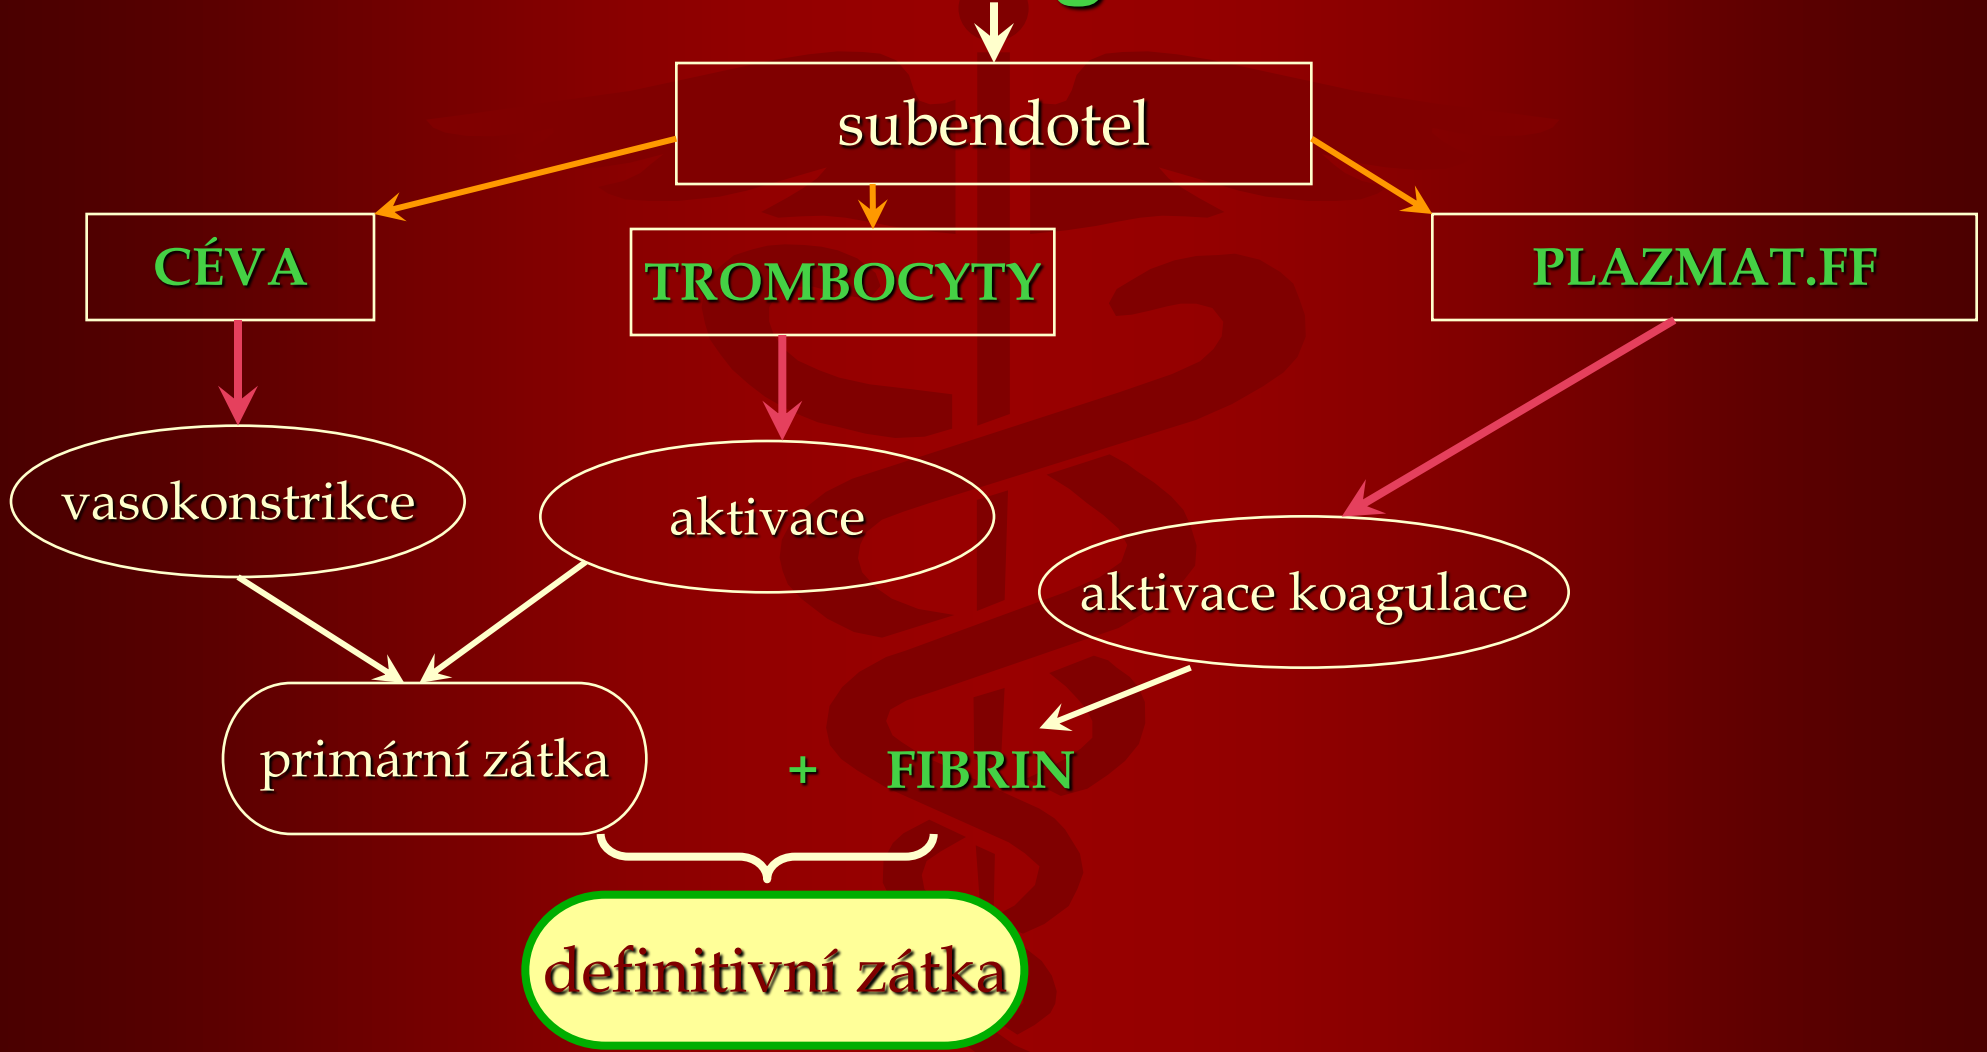 subendotel
CÉVA
TROMBOCYTY
PLAZMAT.FF
vasokonstrikce
aktivace
aktivace koagulace
primární zátka
+ FIBRIN
definitivní zátka